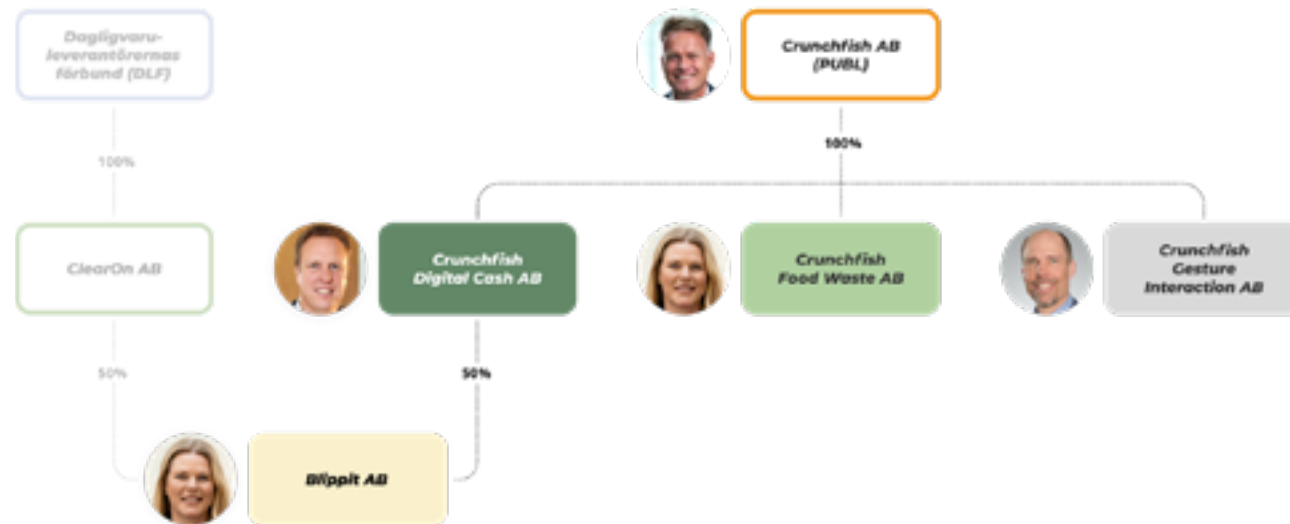 Dagligvaru-
leverantörernas
förbund (DLF)
Crunchfish AB
(PUBL)
100%
100%
ClearOn AB
Crunchfish
Digital Cash AB
Crunchfish
Food Waste AB
Crunchfish
Gesture
Interaction AB
50%
50%
Blippit AB